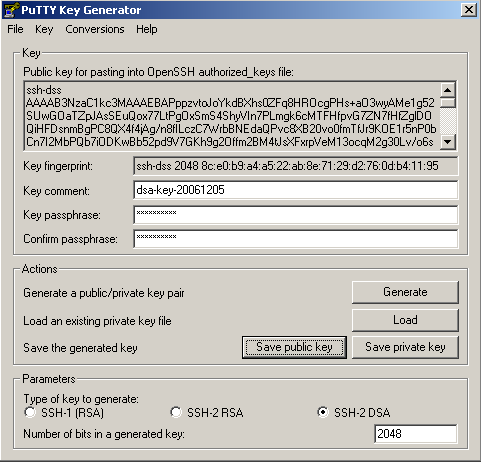 PuTTY Key Generator
File Key Conversions Help
Key
Public key for pasting into OpenSSH authorized_keys file:
ssh-dss
AAAAB3NzaC1kc3MAAAEBAPppzvtoJoYkdBXhs0ZFq8HROcgPHs+aO3wyAMe1g52
SUwGOaTZpJAsSEuQox77LPtgOxSmS4ShyVIn7PLmgk6cMTFHfpvG7ZN7fHfZglDO
QiHFDsnmBgPC8QX4f4jAg/n8flLczC7WrbBNEdaQPvc8XB20vo0fmTfJr9KOE1r5nP0b
Cn7I2MbPQb7iODKwBb52pd9V7GKh9g2Offm2BM4tJsXFxrpVeM13ocqM2g30Lv/o6s
Key fingerprint: ssh-dss 2048 8c:e0:b9:a4:a5:22:ab:8e:71:29:d2:76:0d:b4:11:95
Key comment: dsa-key-20061205
Key passphrase: **********
Confirm passphrase: **********
Actions
Generate a public/private key pair Generate
Load an existing private key file Load
Save the generated key Save public key Save private key
Parameters
Type of key to generate:
SSH-1 (RSA) SSH-2 RSA SSH-2 DSA
Number of bits in a generated key: 2048